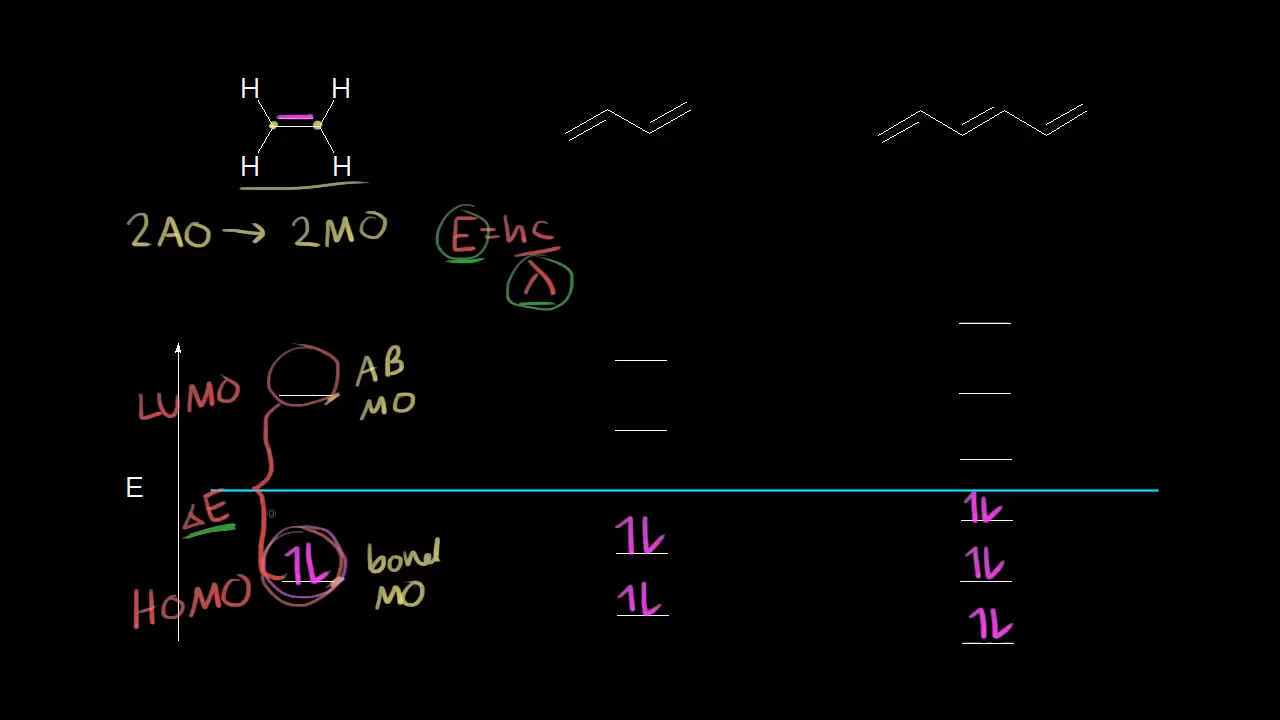 H H
H H
2AO → 2MO
E = hc
λ
AB
MO
LUMO
E
ΔE
bond
MO
HOMO